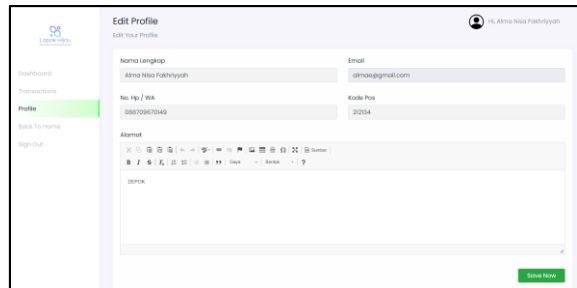 Lapak Hijau
Dashboard
Transactions
Profile
Back To Home
Sign Out
Edit Profile
Edit Your Profile
Hi, Alma Nisa Fakhriyyah
Nama Lengkap
Alma Nisa Fakhriyyah
Email
almae@gmail.com
No. Hp / WA
088709670149
Kode Pos
212134
Alamat
Sumber
B I S Gaya Bentuk ?
DEPOK
Save Now